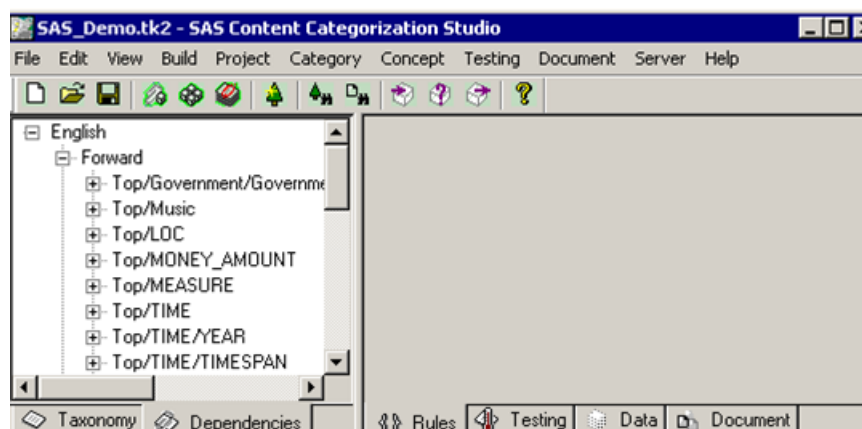 SAS_Demo.tk2 - SAS Content Categorization Studio
File Edit View Build Project Category Concept Testing Document Server Help
English
Forward
Top/Government/Governme
Top/Music
Top/LOC
Top/MONEY_AMOUNT
Top/MEASURE
Top/TIME
Top/TIME/YEAR
Top/TIME/TIMESPAN
Taxonomy Dependencies Rules Testing Data Document